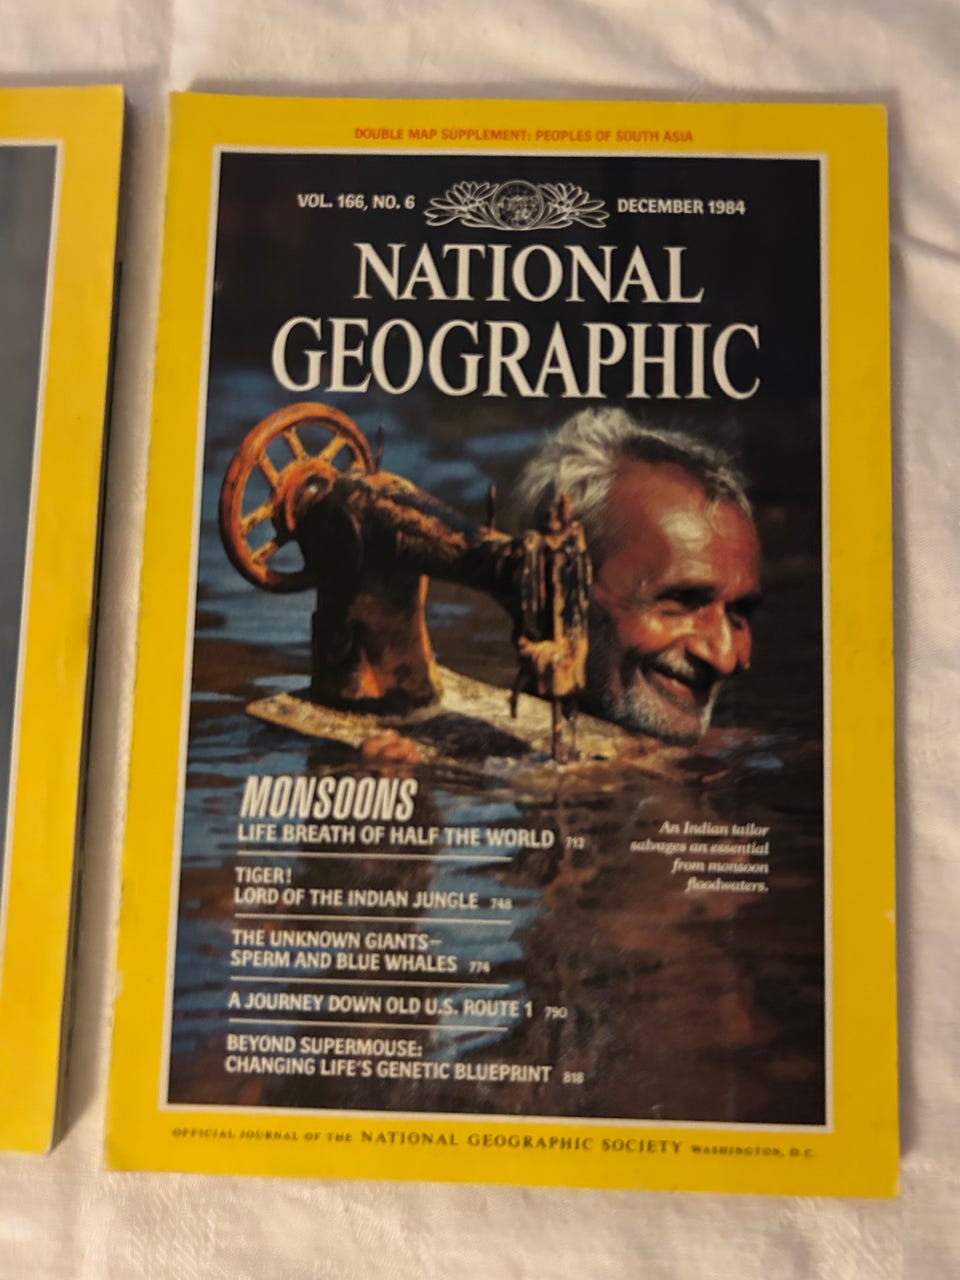 DOUBLE MAP SUPPLEMENT: PEOPLES OF SOUTH ASIA
VOL. 166, NO. 6
DECEMBER 1984
NATIONAL
GEOGRAPHIC
MONSOONS
LIFE BREATH OF HALF THE WORLD 712
TIGER!
LORD OF THE INDIAN JUNGLE 748
THE UNKNOWN GIANTS—
SPERM AND BLUE WHALES 774
A JOURNEY DOWN OLD U.S. ROUTE 1 790
BEYOND SUPERMOUSE:
CHANGING LIFE'S GENETIC BLUEPRINT 818
An Indian tailor
salvages an essential
from monsoon
floodwaters.
OFFICIAL JOURNAL OF THE NATIONAL GEOGRAPHIC SOCIETY WASHINGTON, D.C.